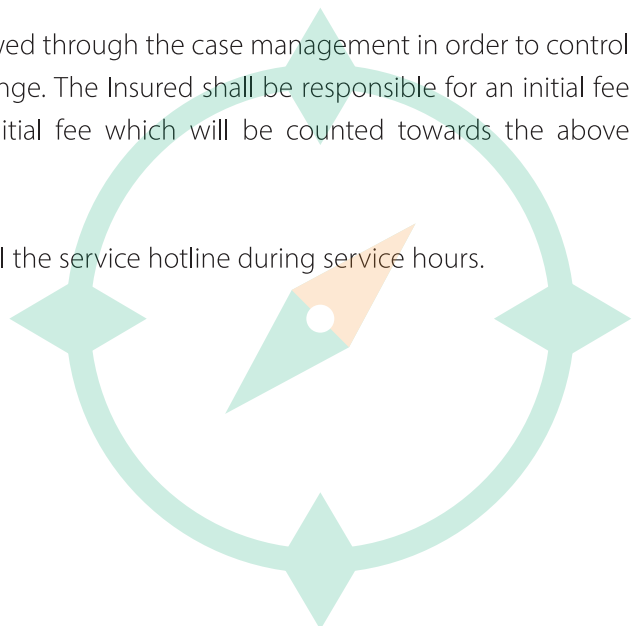 ved through the case management in order to control
nge. The Insured shall be responsible for an initial fee
itial fee which will be counted towards the above
l the service hotline during service hours.